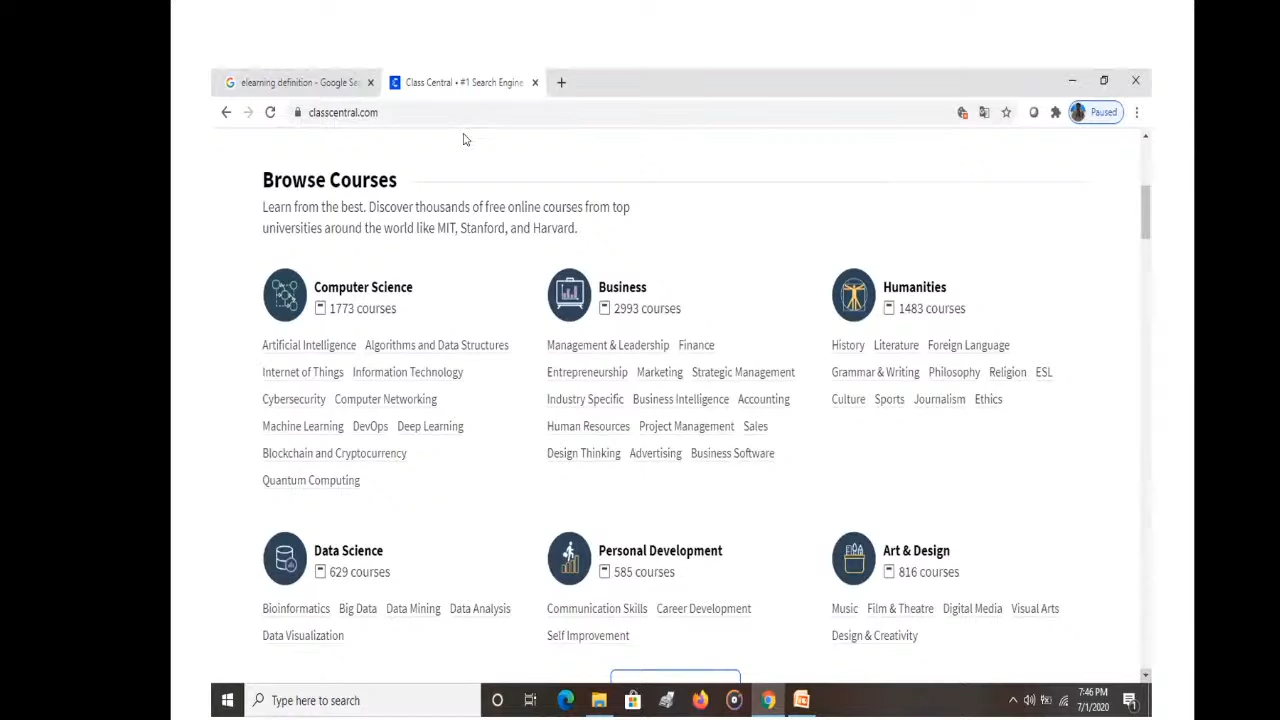 elearning definition - Google Se
Class Central • #1 Search Engine
classcentral.com
Paused
Browse Courses
Learn from the best. Discover thousands of free online courses from top
universities around the world like MIT, Stanford, and Harvard.
Computer Science
1773 courses
Artificial Intelligence Algorithms and Data Structures
Internet of Things Information Technology
Cybersecurity Computer Networking
Machine Learning DevOps Deep Learning
Blockchain and Cryptocurrency
Quantum Computing
Business
2993 courses
Management & Leadership Finance
Entrepreneurship Marketing Strategic Management
Industry Specific Business Intelligence Accounting
Human Resources Project Management Sales
Design Thinking Advertising Business Software
Humanities
1483 courses
History Literature Foreign Language
Grammar & Writing Philosophy Religion ESL
Culture Sports Journalism Ethics
Data Science
629 courses
Bioinformatics Big Data Data Mining Data Analysis
Data Visualization
Personal Development
585 courses
Communication Skills Career Development
Self Improvement
Art & Design
816 courses
Music Film & Theatre Digital Media Visual Arts
Design & Creativity
Type here to search
7:46 PM
7/1/2020